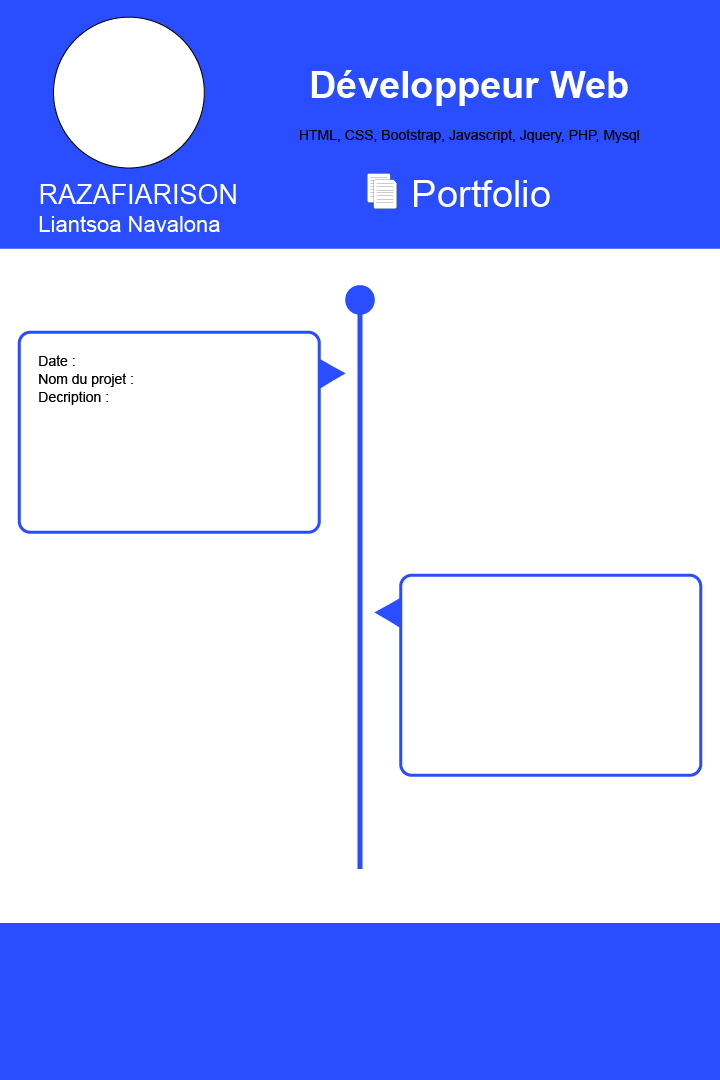 Développeur Web
HTML, CSS, Bootstrap, Javascript, Jquery, PHP, Mysql
RAZAFIARISON
Liantsoa Navalona
Portfolio
Date :
Nom du projet :
Decription :